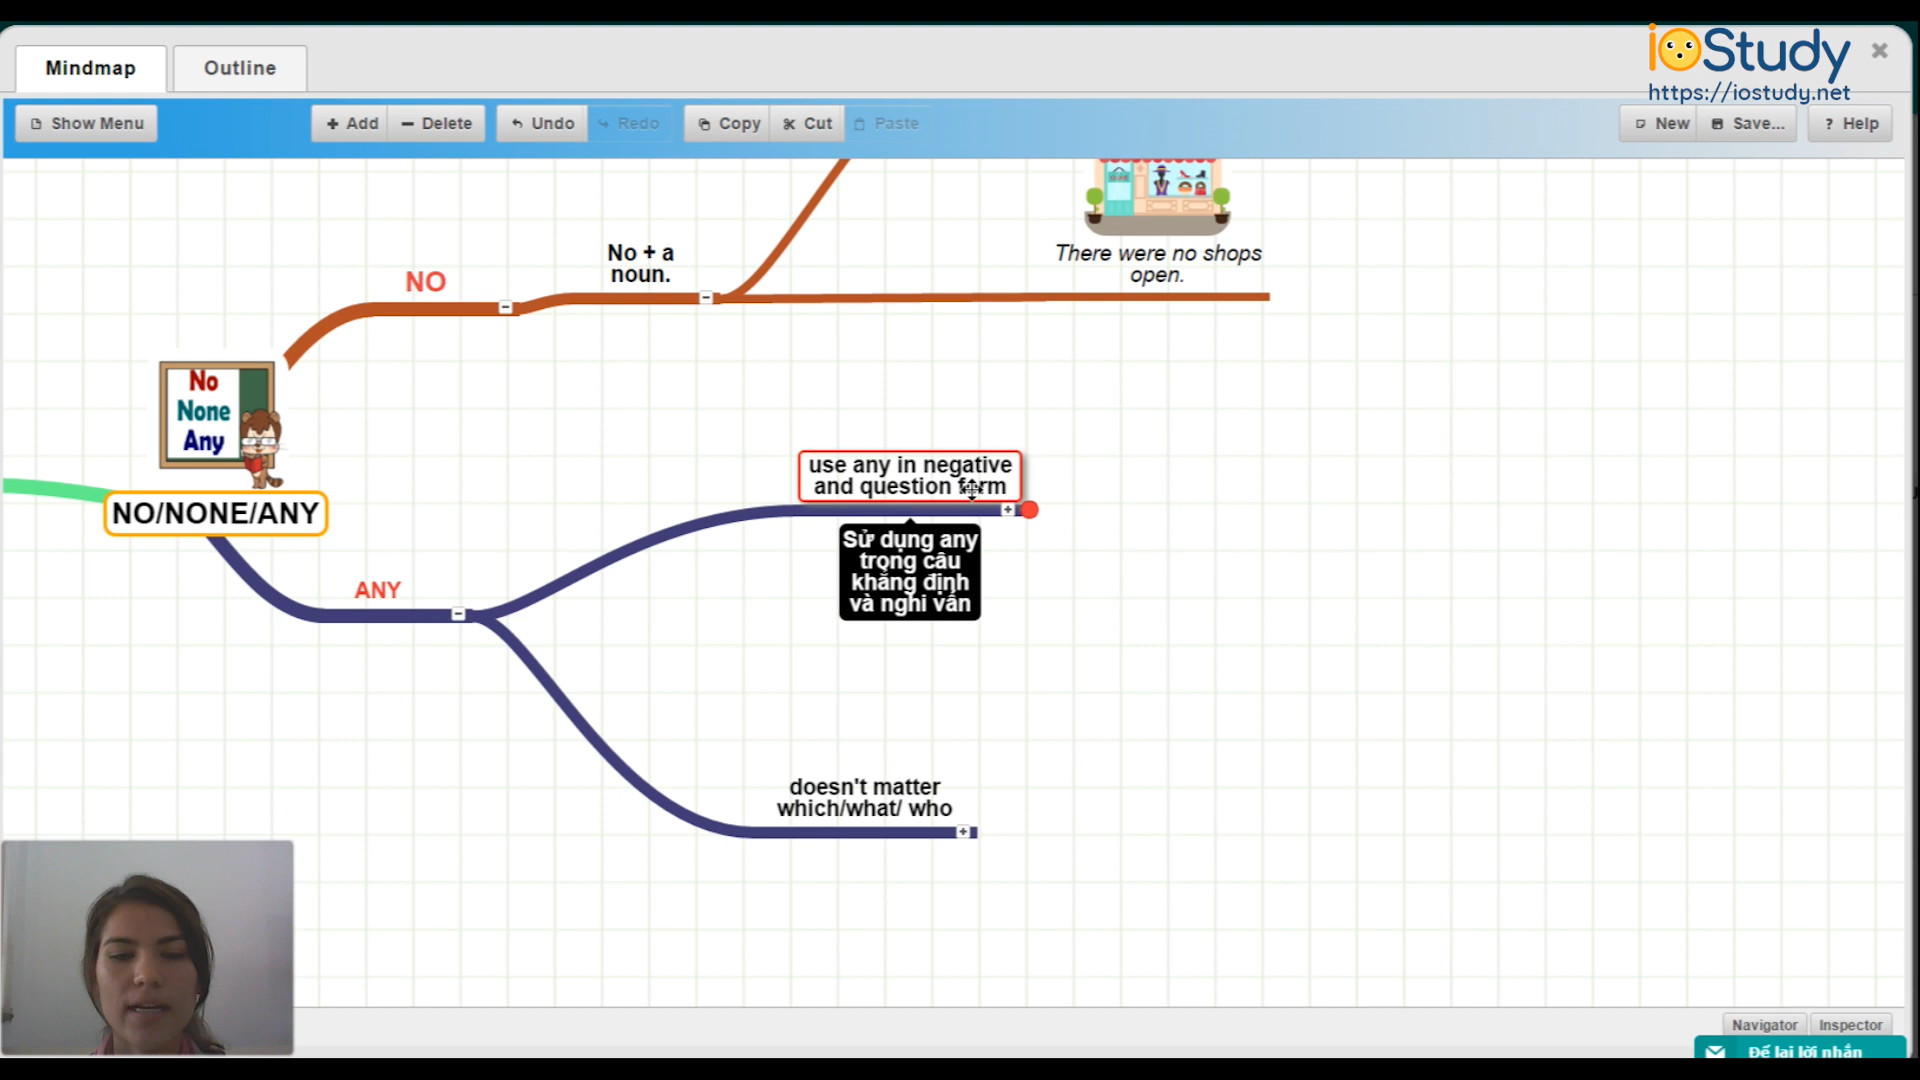 ioStudy
https://iostudy.net
Mindmap
Outline
Show Menu
Add
Delete
Undo
Redo
Copy
Cut
Paste
New
Save...
Help
There were no shops
open.
No + a
noun.
NO
No
None
Any
NO/NONE/ANY
use any in negative
and question form
Sử dụng any
trong câu
khẳng định
và nghi vấn
ANY
doesn't matter
which/what/ who
Navigator
Inspector
Để lại lời nhắn